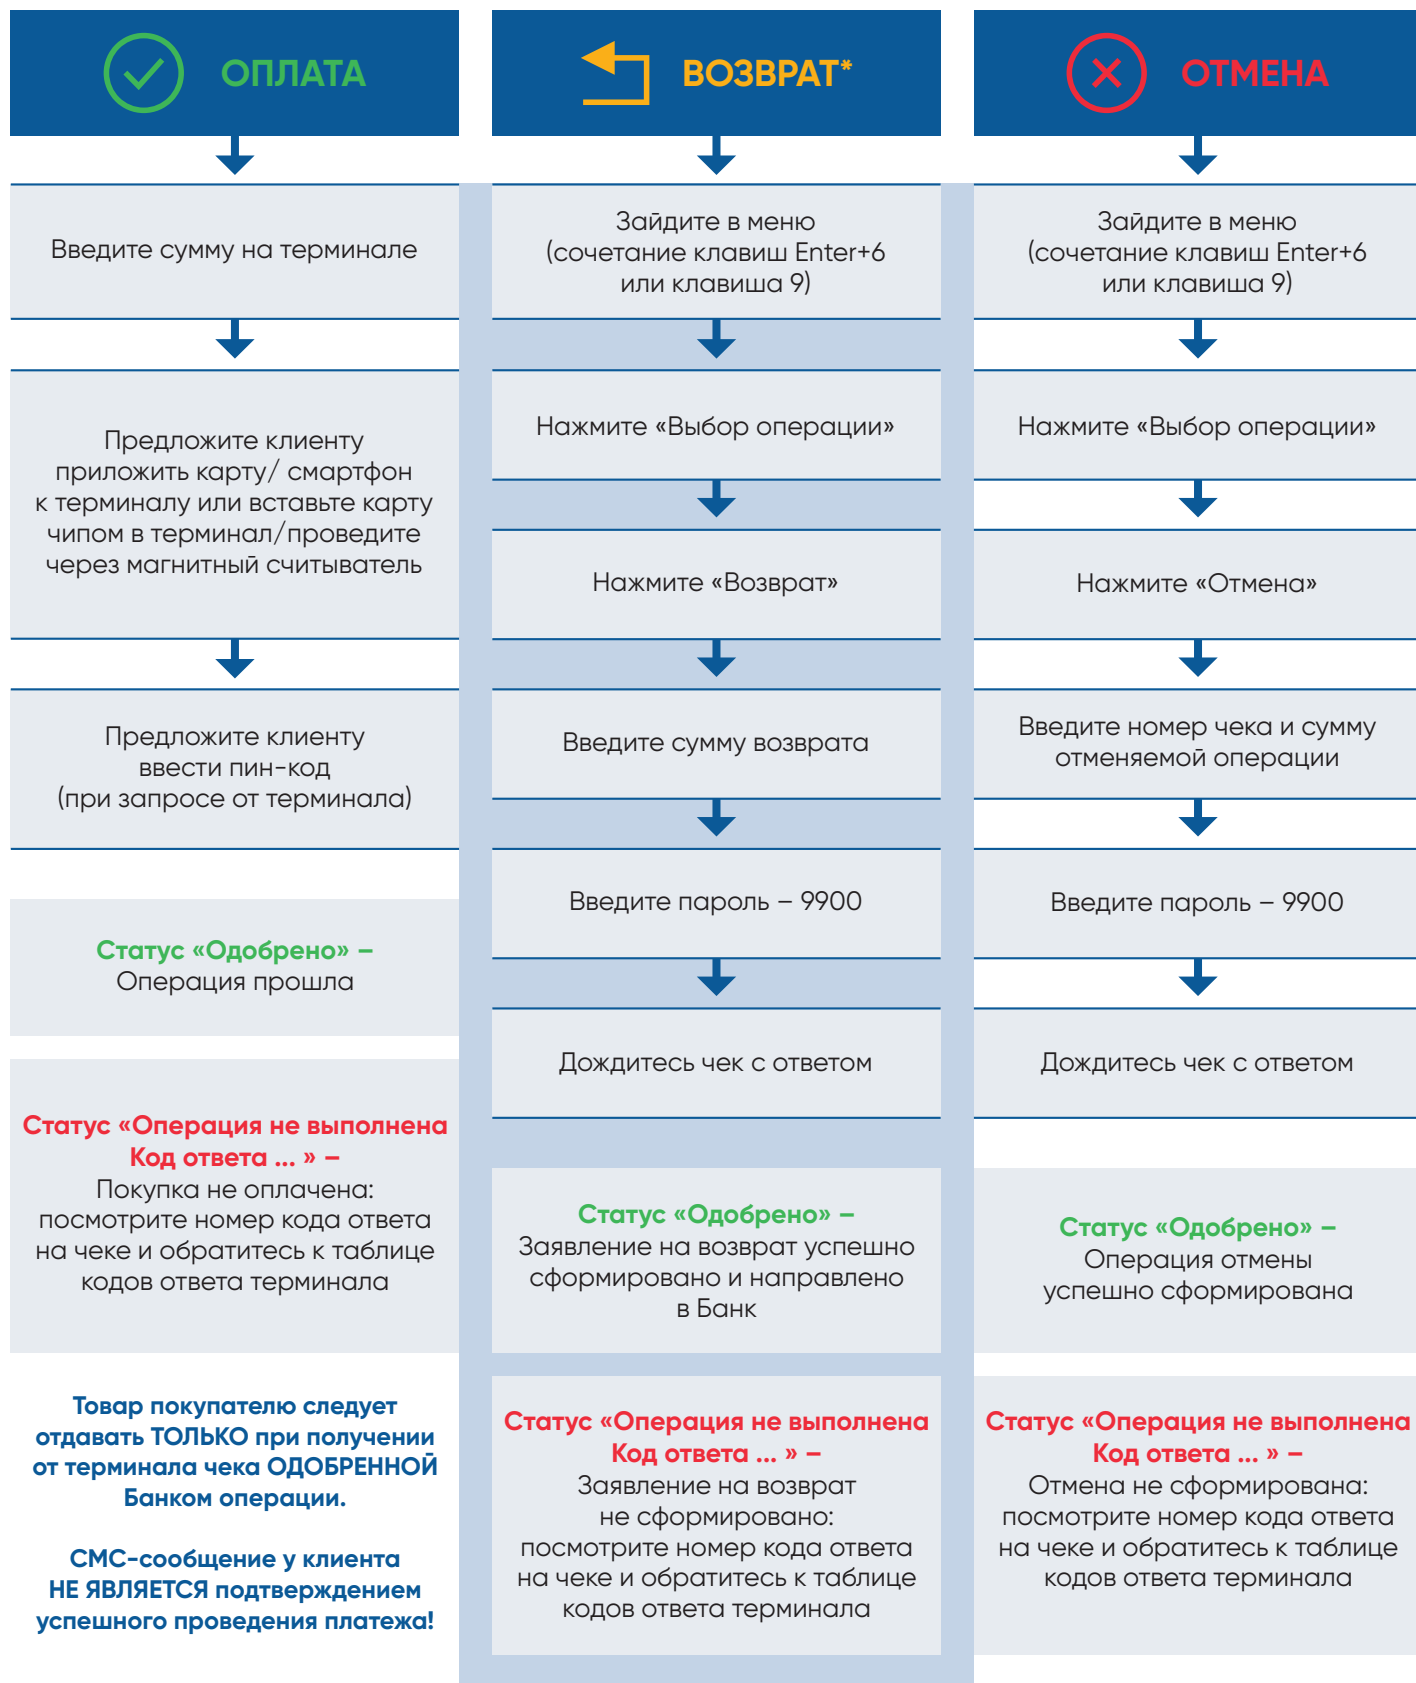 ОПЛАТА
Введите сумму на терминале
Предложите клиенту
приложить карту/ смартфон
к терминалу или вставьте карту
чипом в терминал/проведите
через магнитный считыватель
Предложите клиенту
ввести пин-код
(при запросе от терминала)
Статус «Одобрено» –
Операция прошла
Статус «Операция не выполнена
Код ответа ... » –
Покупка не оплачена:
посмотрите номер кода ответа
на чеке и обратитесь к таблице
кодов ответа терминала
Товар покупателю следует
отдавать ТОЛЬКО при получении
от терминала чека ОДОБРЕННОЙ
Банком операции.
СМС-сообщение у клиента
НЕ ЯВЛЯЕТСЯ подтверждением
успешного проведения платежа!
ВОЗВРАТ*
Зайдите в меню
(сочетание клавиш Enter+6
или клавиша 9)
Нажмите «Выбор операции»
Нажмите «Возврат»
Введите сумму возврата
Введите пароль – 9900
Дождитесь чек с ответом
Статус «Одобрено» –
Заявление на возврат успешно
сформировано и направлено
в Банк
Статус «Операция не выполнена
Код ответа ... » –
Заявление на возврат
не сформировано:
посмотрите номер кода ответа
на чеке и обратитесь к таблице
кодов ответа терминала
ОТМЕНА
Зайдите в меню
(сочетание клавиш Enter+6
или клавиша 9)
Нажмите «Выбор операции»
Нажмите «Отмена»
Введите номер чека и сумму
отменяемой операции
Введите пароль – 9900
Дождитесь чек с ответом
Статус «Одобрено» –
Операция отмены
успешно сформирована
Статус «Операция не выполнена
Код ответа ... » –
Отмена не сформирована:
посмотрите номер кода ответа
на чеке и обратитесь к таблице
кодов ответа терминала